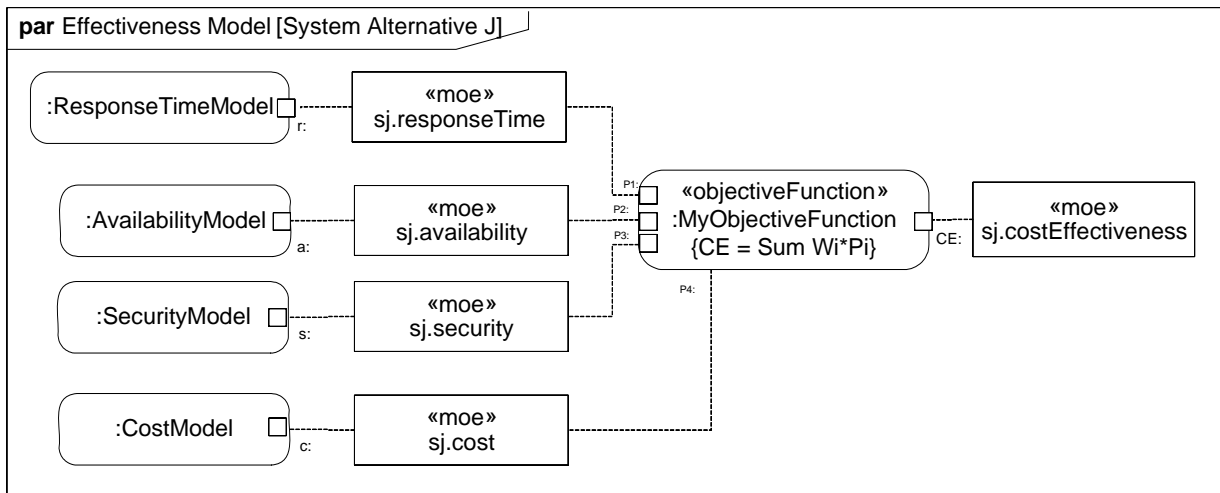 par Effectiveness Model [System Alternative J]
:ResponseTimeModel
r:
«moe»
sj.responseTime
:AvailabilityModel
a:
«moe»
sj.availability
:SecurityModel
s:
«moe»
sj.security
:CostModel
c:
«moe»
sj.cost
P1:
P2:
P3:
P4:
«objectiveFunction»
:MyObjectiveFunction
{CE = Sum Wi*Pi}
CE:
«moe»
sj.costEffectiveness